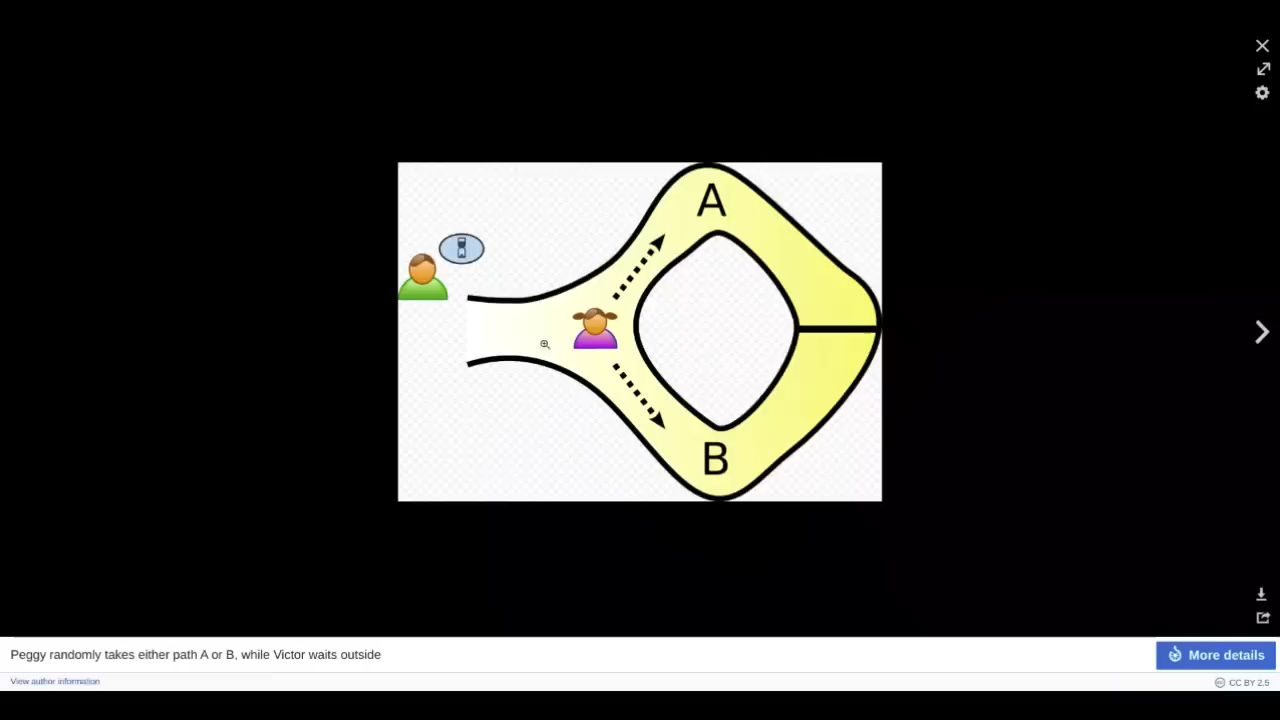 A
B
Peggy randomly takes either path A or B, while Victor waits outside
More details
View author information
CC BY 2.5